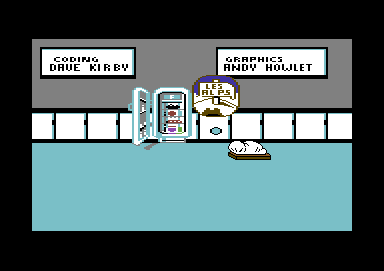 CODING
DAVE KIRBY
GRAPHICS
ANDY HOWLET
LES
ALPS